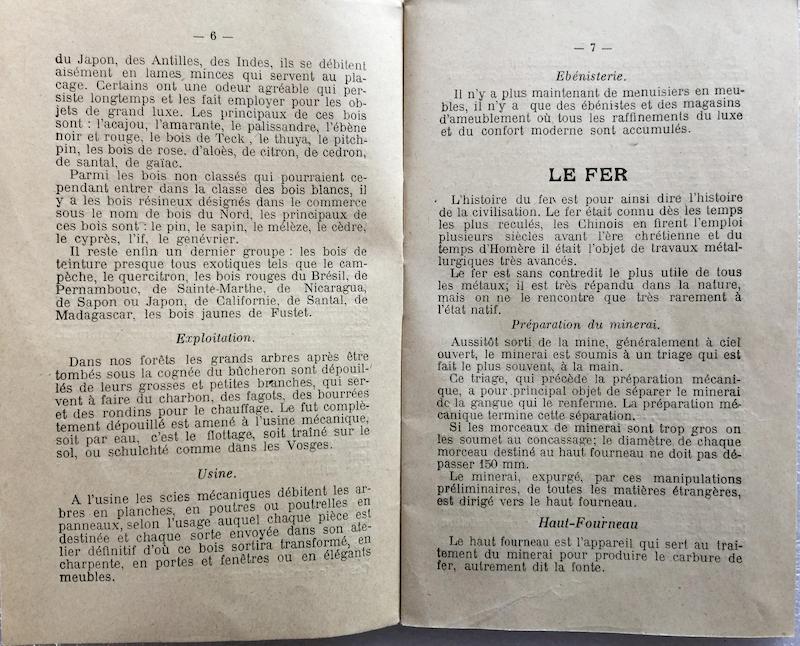 — 6 —
du Japon, des Antilles, des Indes, ils se débitent
aisément en lames minces qui servent au pla-
cage. Certains ont une odeur agréable qui per-
siste longtemps et les fait employer pour les ob-
jets de grand luxe. Les principaux de ces bois
sont : l'acajou, l'amarante, le palissandre, l'ébène
noir et rouge, le bois de Teck , le thuya, le pitch-
pin, les bois de rose, d'aloès, de citron, de cedron,
de santal, de gaïac.
Parmi les bois non classés qui pourraient ce-
pendant entrer dans la classe des bois blancs, il
y a les bois résineux désignés dans le commerce
sous le nom de bois du Nord, les principaux de
ces bois sont : le pin, le sapin, le mélèze, le cèdre,
le cyprès, l'if, le genévrier.
Il reste enfin un dernier groupe : les bois de
teinture presque tous exotiques tels que le cam-
pêche, le quercitron, les bois rouges du Brésil, de
Pernambouc, de Sainte-Marthe, de Nicaragua,
de Sapon ou Japon, de Californie, de Santal, de
Madagascar, les bois jaunes de Fustet.
Exploitation.
Dans nos forêts les grands arbres après être
tombés sous la cognée du bûcheron sont dépouil-
lés de leurs grosses et petites branches, qui ser-
vent à faire du charbon, des fagots, des bourrées
et des rondins pour le chauffage. Le fut complè-
tement dépouillé est amené à l'usine mécanique,
soit par eau, c'est le flottage, soit traîné sur le
sol, ou schulchté comme dans les Vosges.
Usine.
A l'usine les scies mécaniques débitent les ar-
bres en planches, en poutres ou poutrelles en
panneaux, selon l'usage auquel chaque pièce est
destinée et chaque sorte envoyée dans son ate-
lier définitif d'où ce bois sortira transformé, en
charpente, en portes et fenêtres ou en élégants
meubles.
— 7 —
Ebénisterie.
Il n'y a plus maintenant de menuisiers en meu-
bles, il n'y a que des ébénistes et des magasins
d'ameublement où tous les raffinements du luxe
et du confort moderne sont accumulés.
LE FER
L'histoire du fer est pour ainsi dire l'histoire
de la civilisation. Le fer était connu dès les temps
les plus reculés, les Chinois en firent l'emploi
plusieurs siècles avant l'ère chrétienne et du
temps d'Homère il était l'objet de travaux métal-
lurgiques très avancés.
Le fer est sans contredit le plus utile de tous
les métaux; il est très répandu dans la nature,
mais on ne le rencontre que très rarement à
l'état natif.
Préparation du minerai.
Aussitôt sorti de la mine, généralement à ciel
ouvert, le minerai est soumis à un triage qui est
fait le plus souvent, à la main.
Ce triage, qui précède la préparation mécani-
que, a pour principal objet de séparer le minerai
de la gangue qui le renferme. La préparation mé-
canique termine cette séparation.
Si les morceaux de minerai sont trop gros on
les soumet au concassage; le diamètre de chaque
morceau destiné au haut fourneau ne doit pas dé-
passer 150 mm.
Le minerai, expurgé, par ces manipulations
préliminaires, de toutes les matières étrangères,
est dirigé vers le haut fourneau.
Haut-Fourneau
Le haut fourneau est l'appareil qui sert au trai-
tement du minerai pour produire le carbure de
fer, autrement dit la fonte.